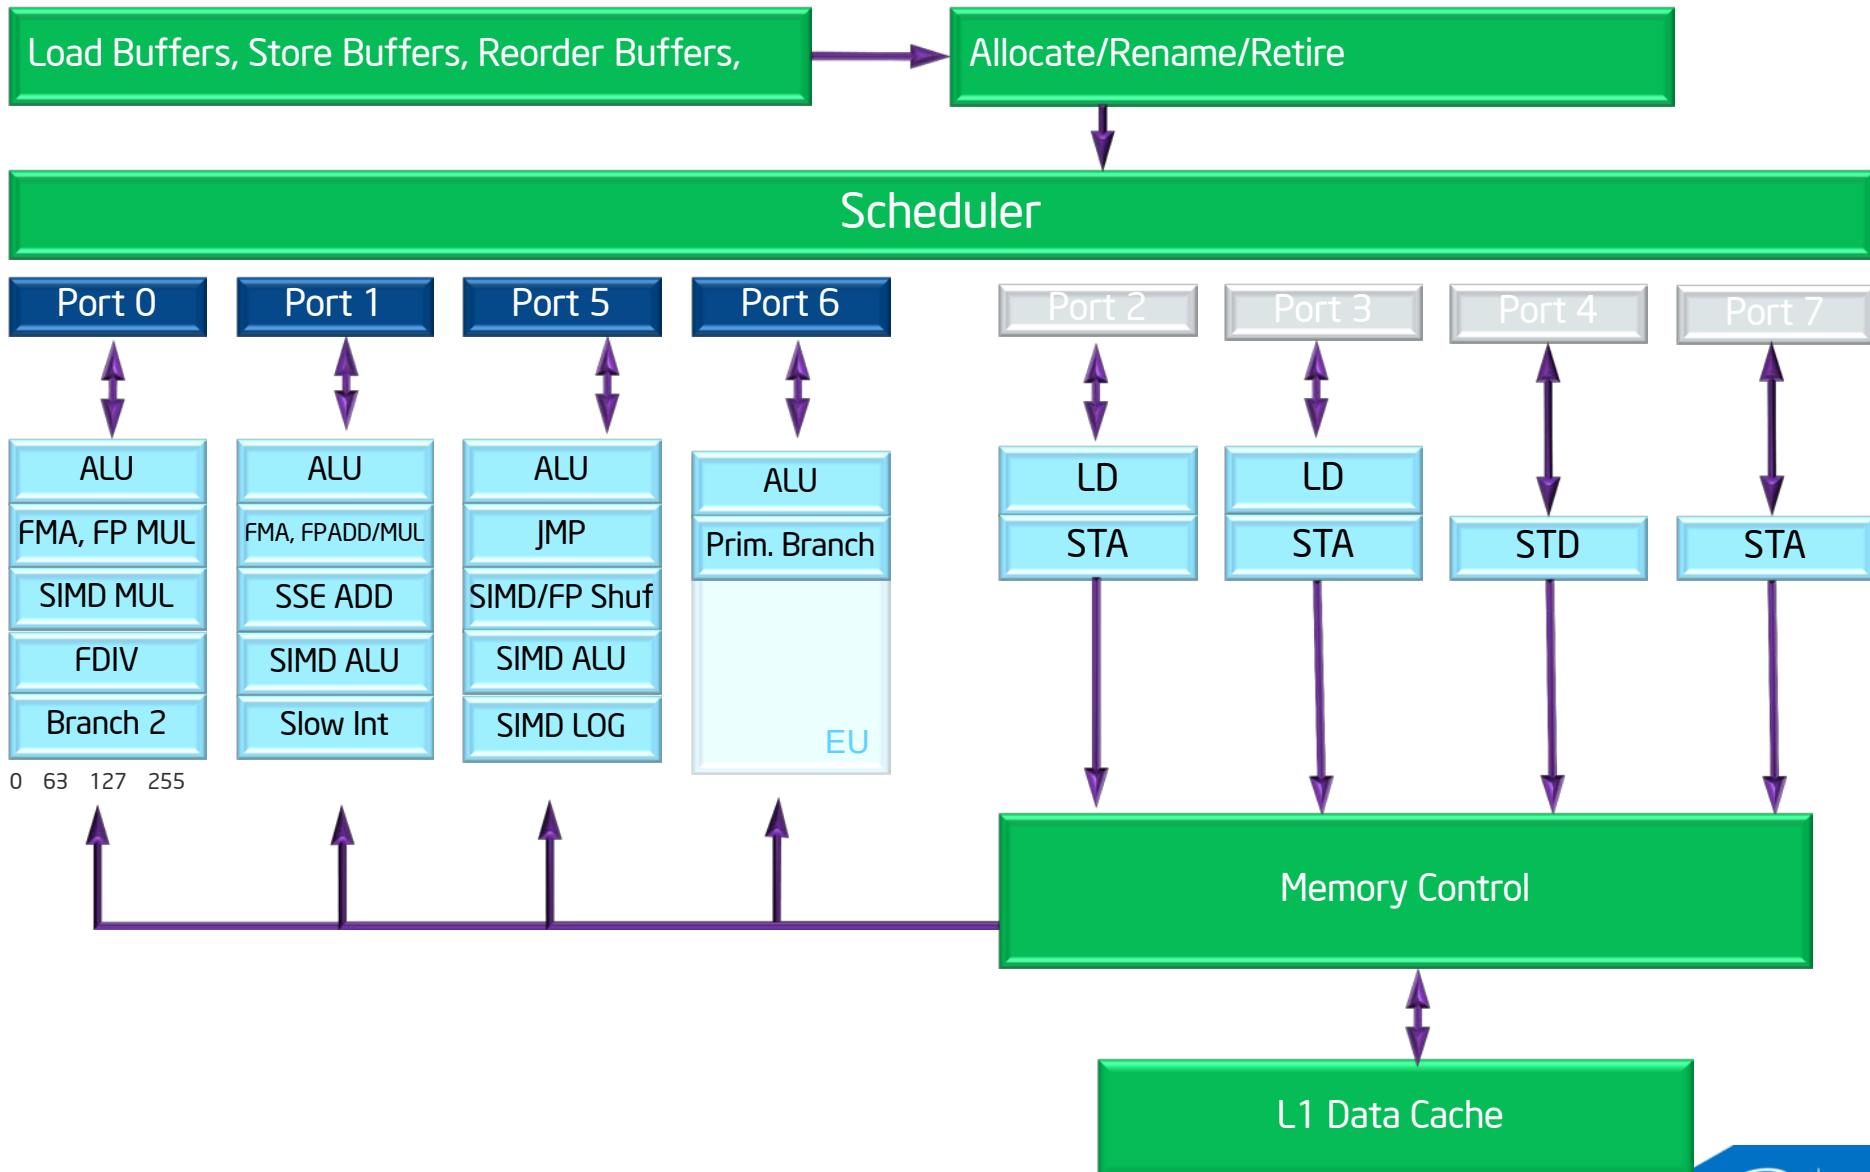 Load Buffers, Store Buffers, Reorder Buffers,
Allocate/Rename/Retire
Scheduler
Port 0
Port 1
Port 5
Port 6
Port 2
Port 3
Port 4
Port 7
ALU
FMA, FP MUL
SIMD MUL
FDIV
Branch 2
0 63 127 255
ALU
FMA, FPADD/MUL
SSE ADD
SIMD ALU
Slow Int
ALU
JMP
SIMD/FP Shuf
SIMD ALU
SIMD LOG
ALU
Prim. Branch
EU
LD
STA
LD
STA
STD
STA
Memory Control
L1 Data Cache